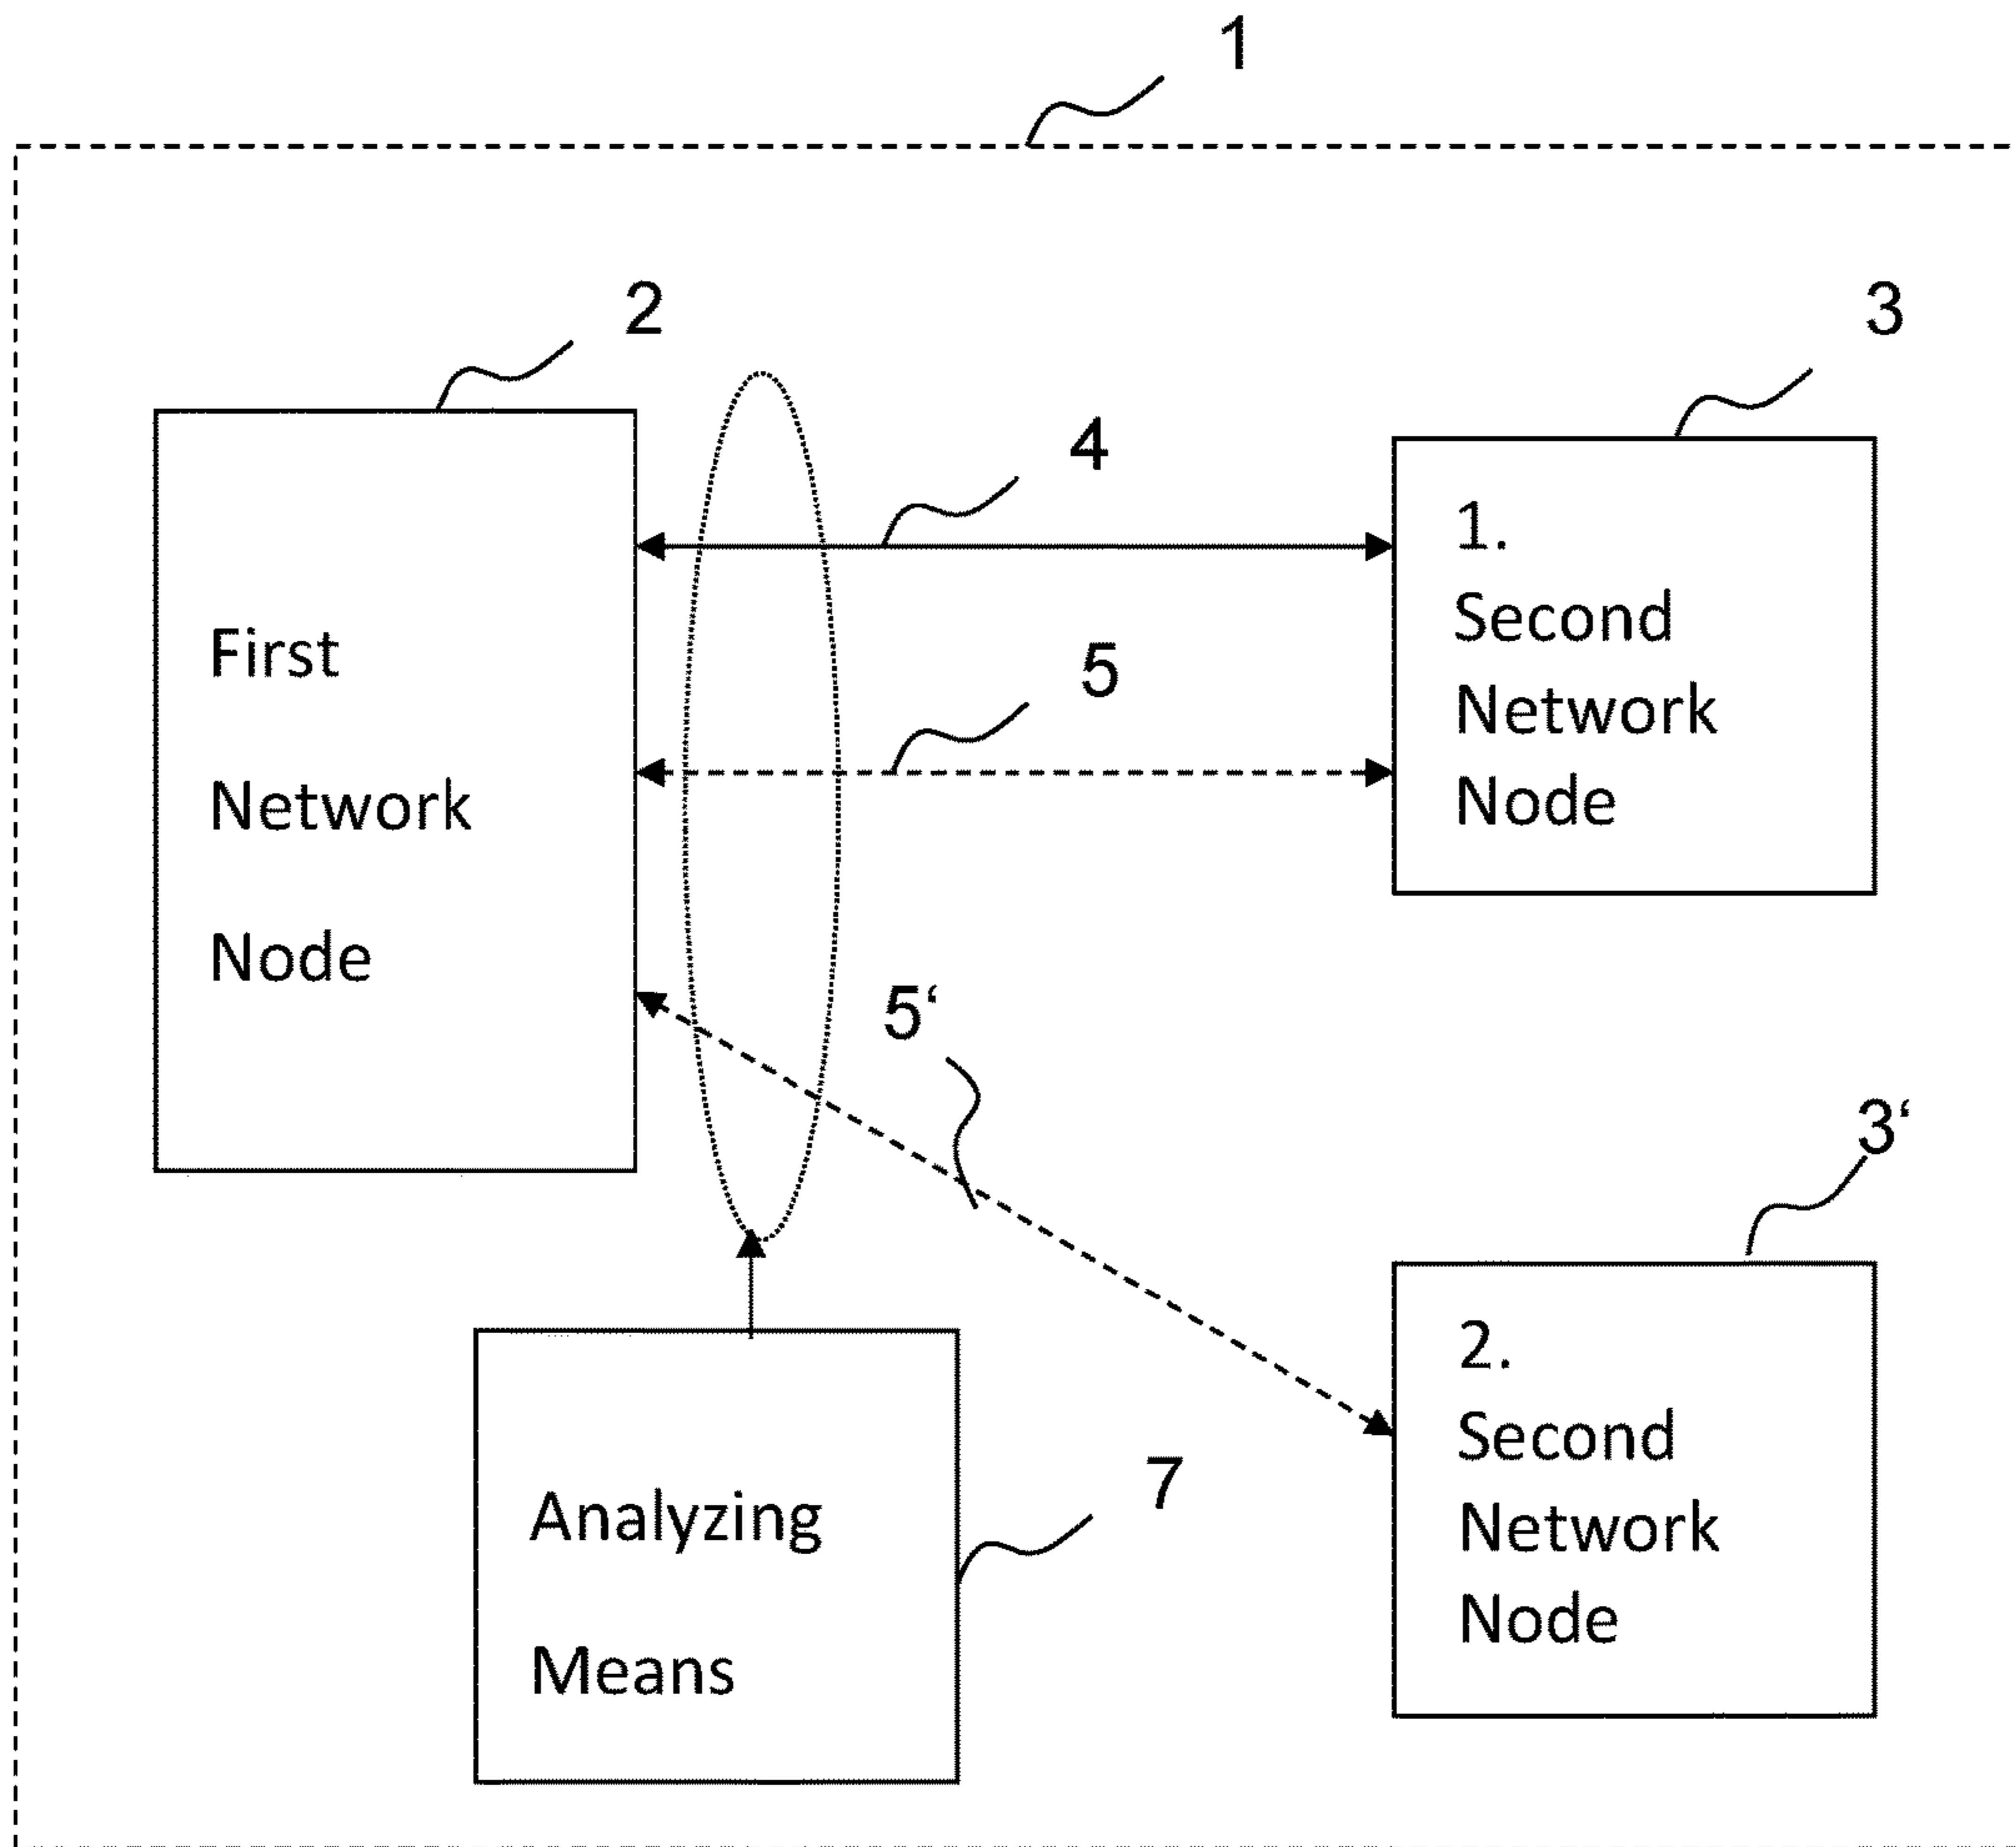 1
2
3
4
5
First
Network
Node
1.
Second
Network
Node
5‘
3‘
7
Analyzing
Means
2.
Second
Network
Node